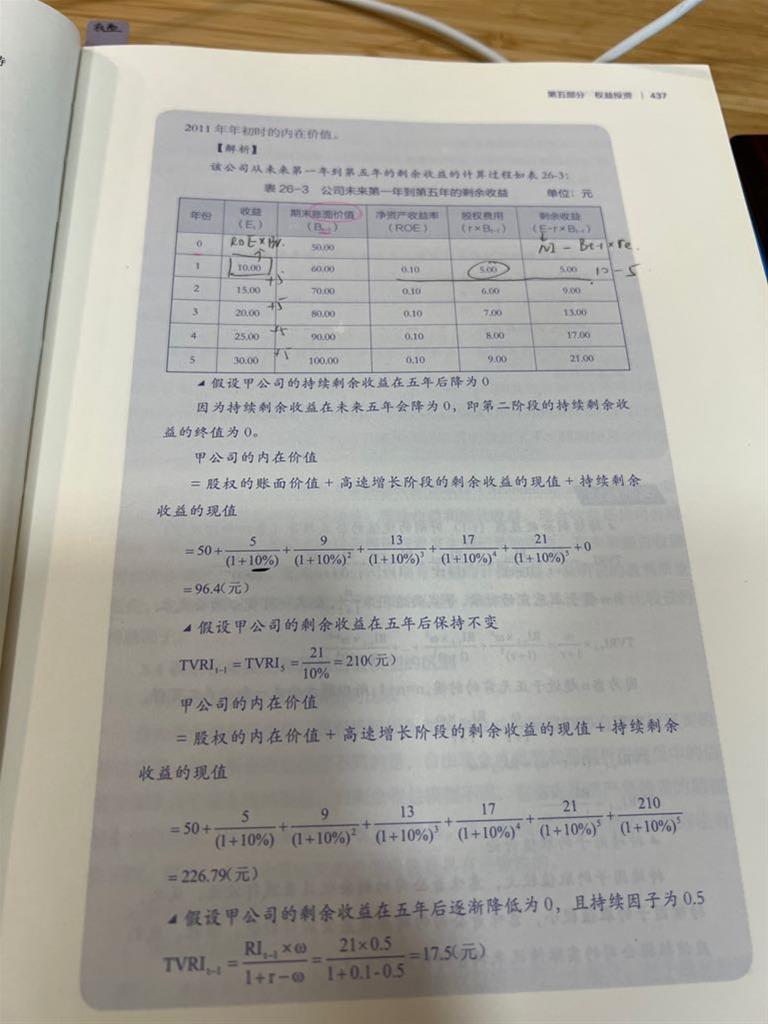 第五部分 权益投资 | 437
2011 年年初时的内在价值。
【解析】
该公司从未来第一年到第五年的剩余收益的计算过程如表 26-3:
表 26-3 公司未来第一年到第五年的剩余收益 单位:元
年份 收益 (Eₜ) 期末账面价值 (Bₜ₋₁) 净资产收益率 (ROE) 股权费用 (r×Bₜ₋₁) 剩余收益 (E-r×Bₜ₋₁)
0 ROE×Br. 50.00 NI - Bt-1×re.
1 10.00 60.00 0.10 5.00 5.00 10-5
+5
2 15.00 70.00 0.10 6.00 9.00
+5
3 20.00 80.00 0.10 7.00 13.00
+5
4 25.00 90.00 0.10 8.00 17.00
+5
5 30.00 100.00 0.10 9.00 21.00
◢ 假设甲公司的持续剩余收益在五年后降为 0
因为持续剩余收益在未来五年会降为 0,即第二阶段的持续剩余收
益的终值为 0。
甲公司的内在价值
=股权的账面价值+高速增长阶段的剩余收益的现值+持续剩余
收益的现值
=50+5/(1+10%)+9/(1+10%)²+13/(1+10%)³+17/(1+10%)⁴+21/(1+10%)⁵+0
=96.4(元)
◢ 假设甲公司的剩余收益在五年后保持不变
TVRIₜ₋₁=TVRI₅=21/10%=210(元)
甲公司的内在价值
=股权的内在价值+高速增长阶段的剩余收益的现值+持续剩余
收益的现值
=50+5/(1+10%)+9/(1+10%)²+13/(1+10%)³+17/(1+10%)⁴+21/(1+10%)⁵+210/(1+10%)⁵
=226.79(元)
◢ 假设甲公司的剩余收益在五年后逐渐降低为 0,且持续因子为 0.5
TVRIₜ₋₁=RIₜ₋₁×ω/1+r-ω=21×0.5/1+0.1-0.5=17.5(元)